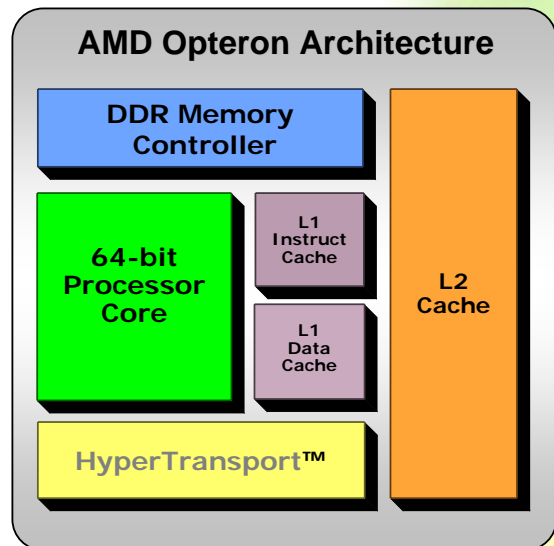 AMD Opteron Architecture
DDR Memory
Controller
64-bit
Processor
Core
L1
Instruct
Cache
L1
Data
Cache
L2
Cache
HyperTransport™